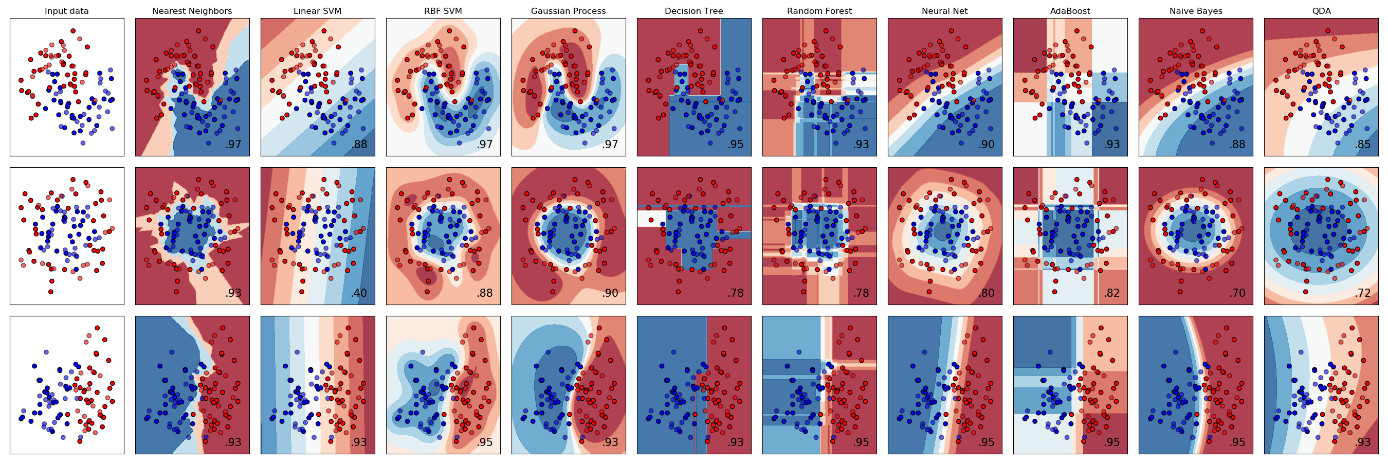 Input data Nearest Neighbors Linear SVM RBF SVM Gaussian Process Decision Tree Random Forest Neural Net AdaBoost Naive Bayes QDA
.97 .88 .97 .97 .95 .93 .90 .93 .88 .85
.93 .40 .88 .90 .78 .78 .80 .82 .70 .72
.93 .93 .95 .93 .93 .95 .95 .95 .95 .93